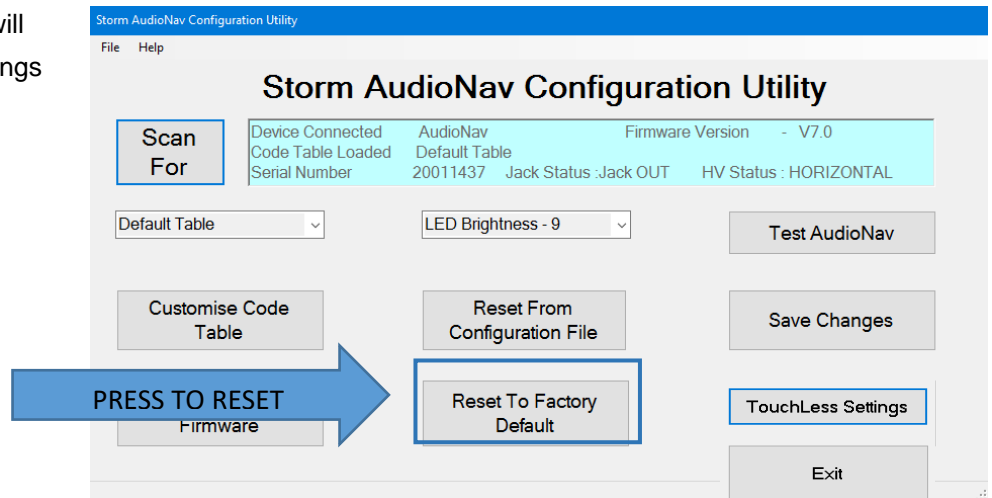 Storm AudioNav Configuration Utility
File Help
Storm AudioNav Configuration Utility
Scan
For
Device Connected AudioNav Firmware Version - V7.0
Code Table Loaded Default Table
Serial Number 20011437 Jack Status :Jack OUT HV Status : HORIZONTAL
Default Table
LED Brightness - 9
Test AudioNav
Customise Code
Table
Reset From
Configuration File
Save Changes
PRESS TO RESET
Firmware
Reset To Factory
Default
TouchLess Settings
Exit